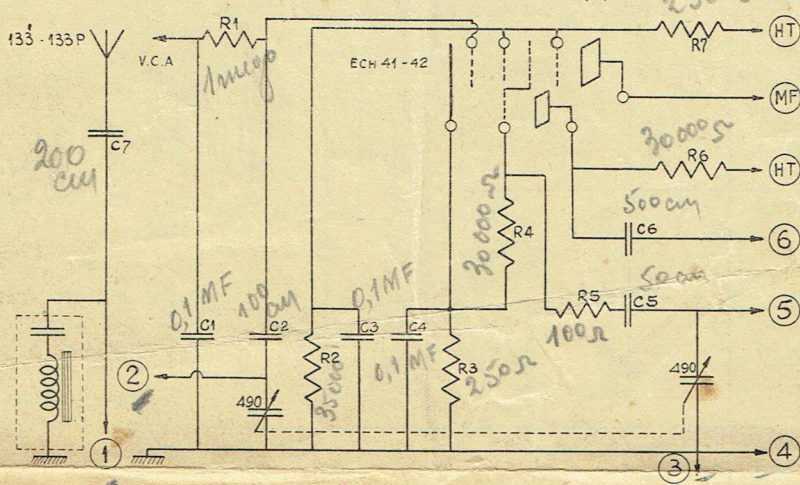 133 - 133P
V.C.A
R1
1 mego
ECH 41-42
R7
HT
MF
30000 Ω
R6
HT
C7
200
cm
500 cm
C6
6
30000 Ω
R4
50 cm
C5
5
R5
100 Ω
0,1 MF
C1
100
cm
C2
0,1 MF
C3
C4
0,1 MF
R2
35000
R3
250 Ω
490
490
2
1
3
4